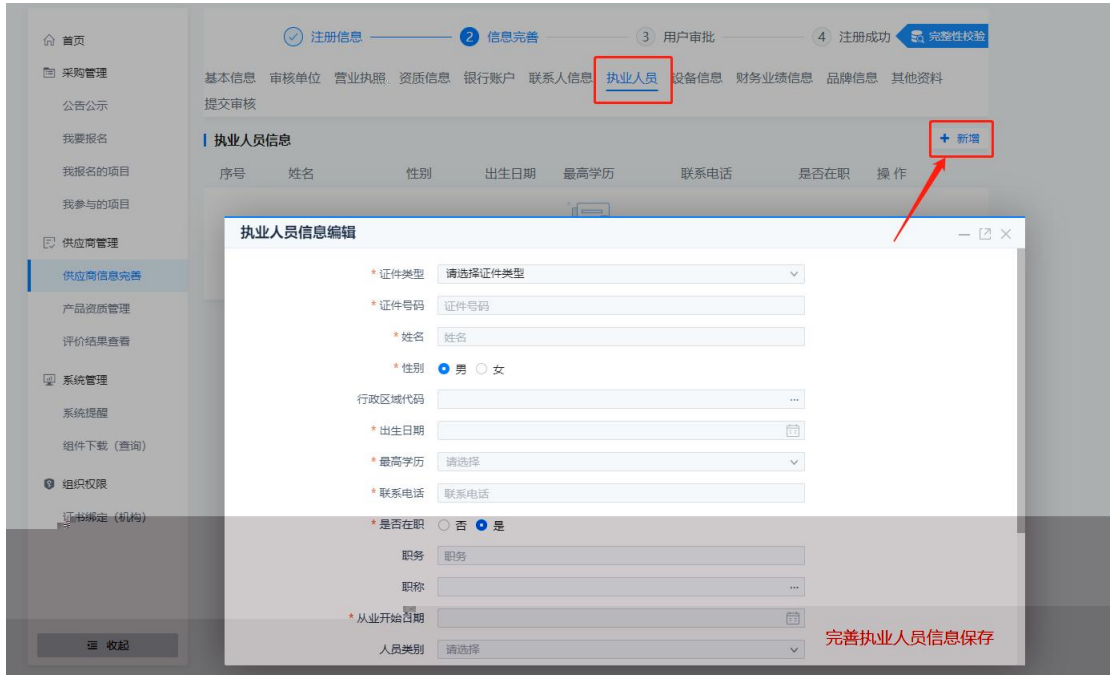 首页
采购管理
公告公示
我要报名
我报名的项目
我参与的项目
供应商管理
供应商信息完善
产品资质管理
评价结果查看
系统管理
系统提醒
组件下载（查询）
组织权限
证书绑定（机构）
收起
注册信息 2 信息完善 3 用户审批 4 注册成功 完整性校验
基本信息 审核单位 营业执照 资质信息 银行账户 联系人信息 执业人员 设备信息 财务业绩信息 品牌信息 其他资料
提交审核
执业人员信息 + 新增
序号 姓名 性别 出生日期 最高学历 联系电话 是否在职 操作
执业人员信息编辑
* 证件类型 请选择证件类型
* 证件号码 证件号码
* 姓名 姓名
* 性别 男 女
行政区域代码 ...
* 出生日期
* 最高学历 请选择
* 联系电话 联系电话
* 是否在职 否 是
职务 职务
职称 ...
* 从业开始日期
人员类别 请选择
完善执业人员信息保存